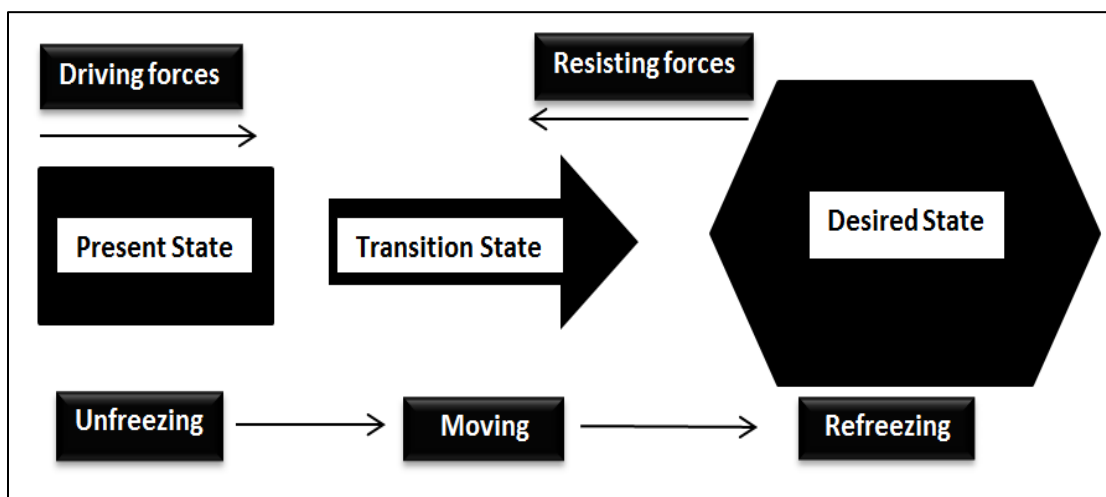 Driving forces
Resisting forces
Present State
Transition State
Desired State
Unfreezing
Moving
Refreezing